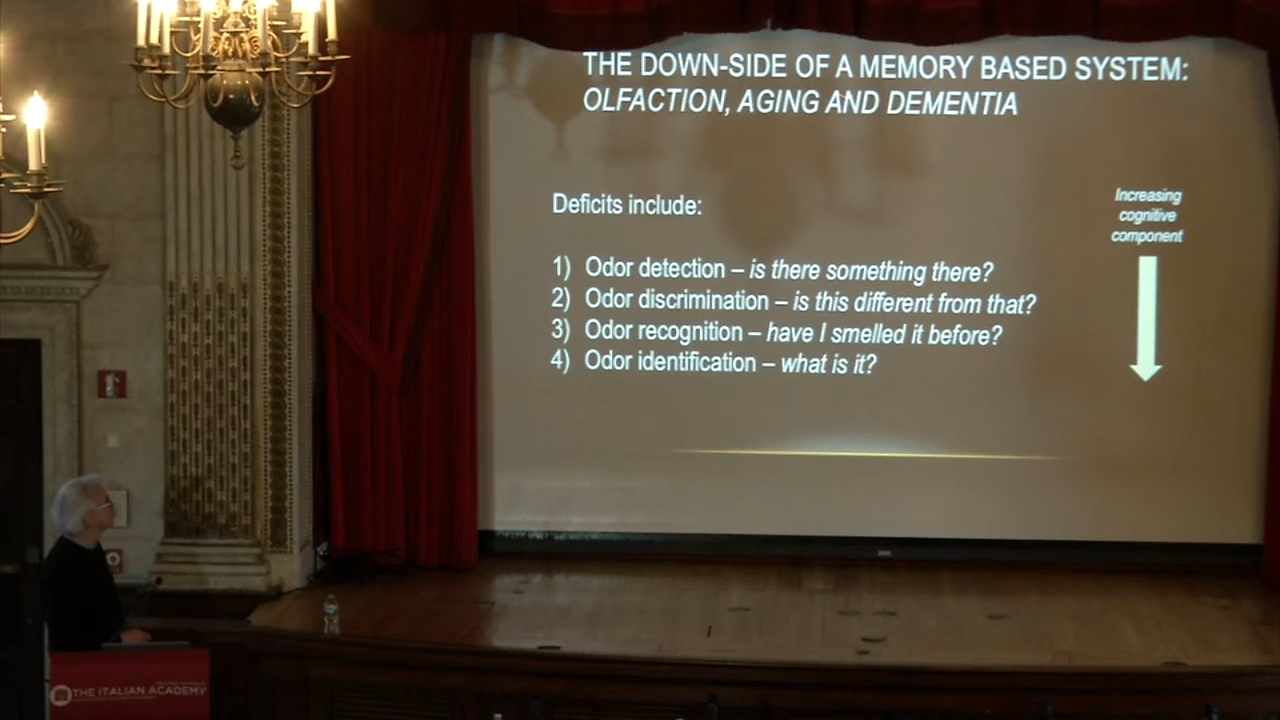 THE DOWN-SIDE OF A MEMORY BASED SYSTEM:
OLFACTION, AGING AND DEMENTIA
Deficits include:
Increasing
cognitive
component
1) Odor detection – is there something there?
2) Odor discrimination – is this different from that?
3) Odor recognition – have I smelled it before?
4) Odor identification – what is it?
THE ITALIAN ACADEMY